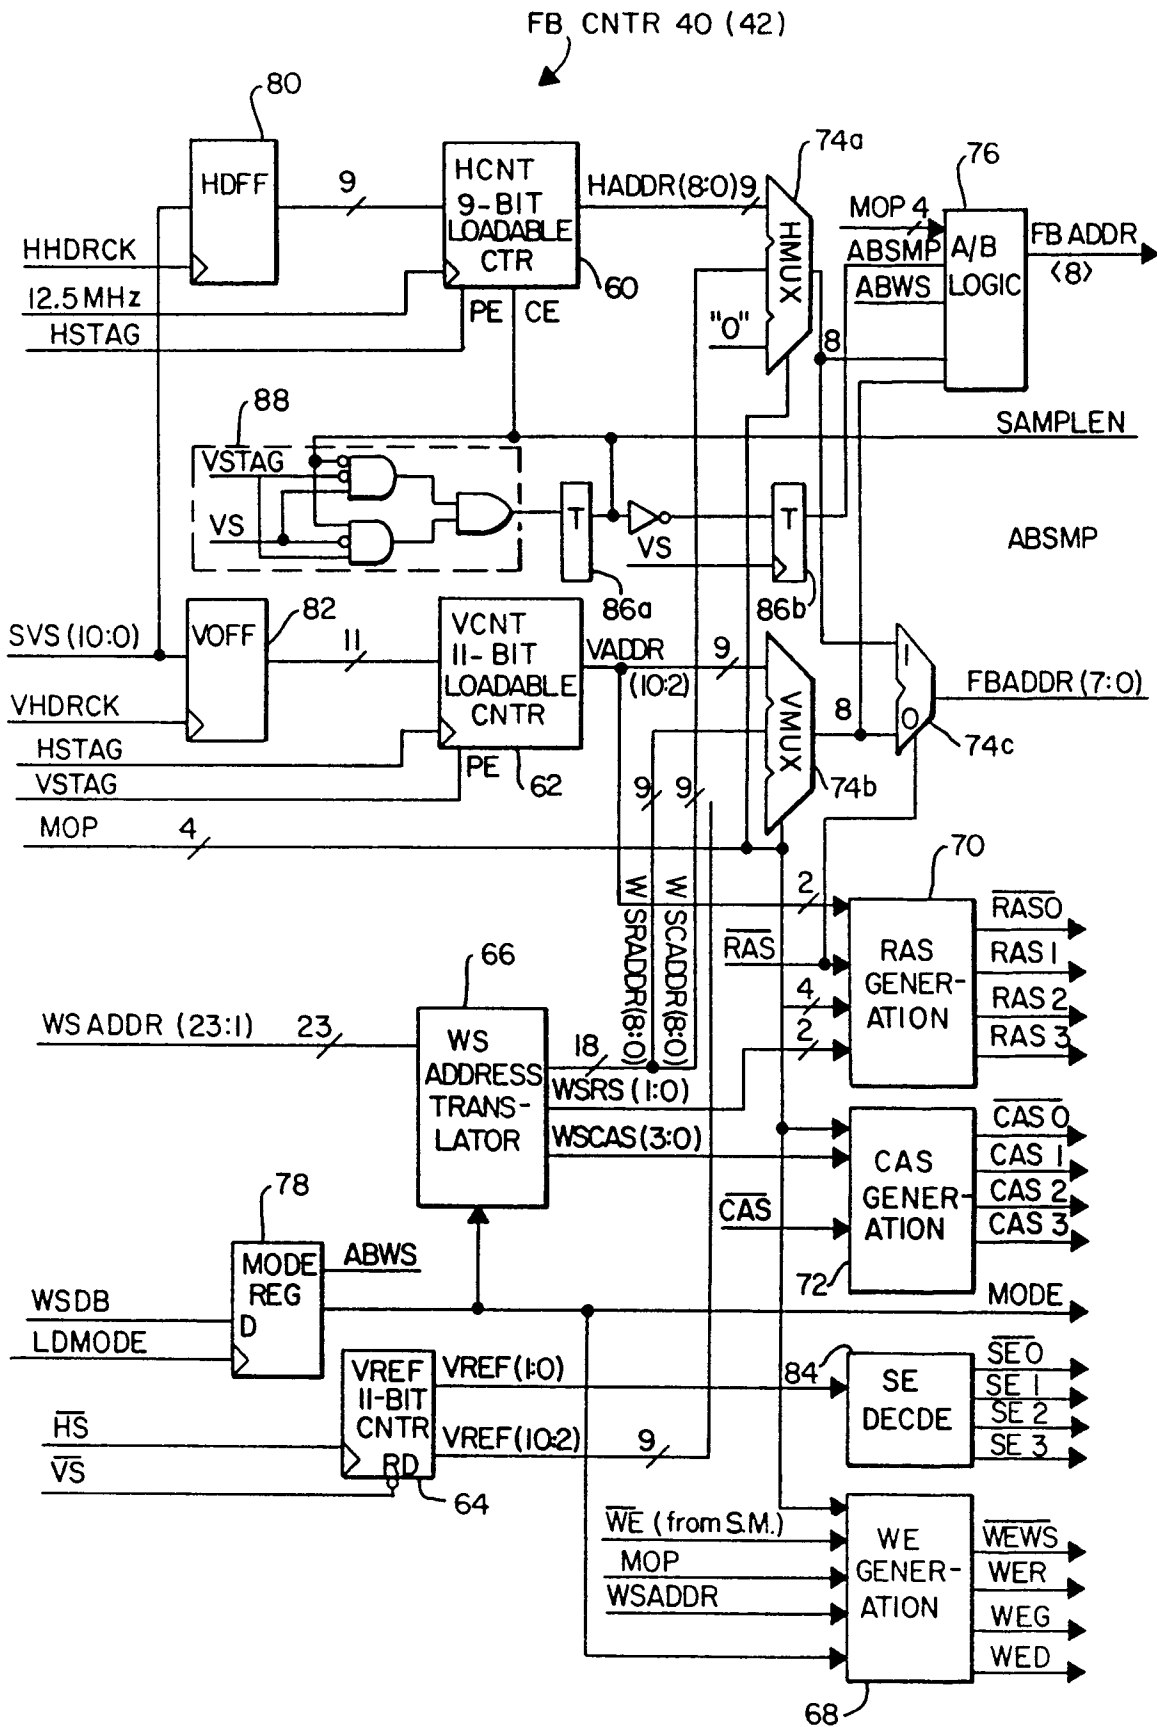 FB CNTR 40 (42)
80
HDFF
9
HCNT
9-BIT
LOADABLE
CTR
60
HADDR(8:0)
9
74a
HMUX
76
MOP 4
ABSMP
ABWS
A/B
LOGIC
FB ADDR
<8>
HHDRCK
12.5MHz
HSTAG
PE
CE
"0"
8
SAMPLEN
88
VSTAG
VS
T
86a
VS
T
86b
ABSMP
SVS (10:0)
VOFF
82
11
VCNT
11-BIT
LOADABLE
CNTR
62
VADDR
(10:2)
9
VMUX
74b
8
1
0
74c
FBADDR(7:0)
VHDRCK
HSTAG
VSTAG
PE
MOP
4
9
9
W SRADDR(8:0)
W SCADDR(8:0)
70
2
RAS
4
2
RAS
GENER-
ATION
RAS0
RAS 1
RAS 2
RAS 3
66
WS ADDR (23:1)
23
WS
ADDRESS
TRANS-
LATOR
18
WSRS (1:0)
WSCAS(3:0)
CAS
CAS
GENER-
ATION
72
CAS 0
CAS 1
CAS 2
CAS 3
78
MODE
REG
D
ABWS
WSDB
LDMODE
MODE
VREF
11-BIT
CNTR
RD
64
VREF(1:0)
VREF(10:2)
9
HS
VS
84
SE
DECDE
SE 0
SE 1
SE 2
SE 3
WE (from S.M.)
MOP
WSADDR
WE
GENER-
ATION
68
WEWS
WER
WEG
WED